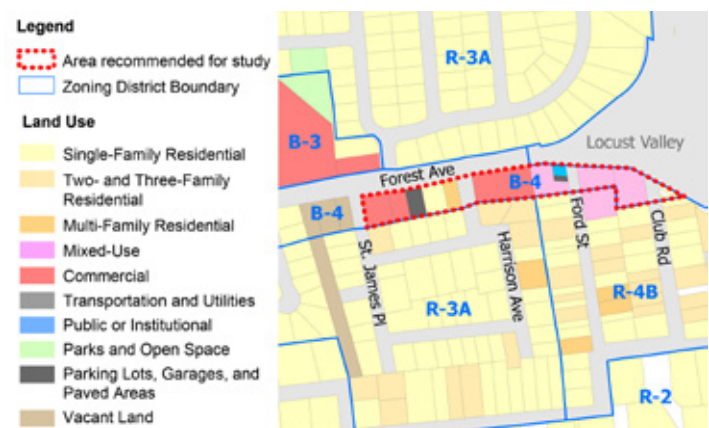 Legend
Area recommended for study
Zoning District Boundary
Land Use
Single-Family Residential
Two- and Three-Family
Residential
Multi-Family Residential
Mixed-Use
Commercial
Transportation and Utilities
Public or Institutional
Parks and Open Space
Parking Lots, Garages, and
Paved Areas
Vacant Land
R-3A
B-3
Locust Valley
Forest Ave
B-4
B-4
St. James Pl
Harrison Ave
Ford St
Club Rd
R-3A
R-4B
R-2